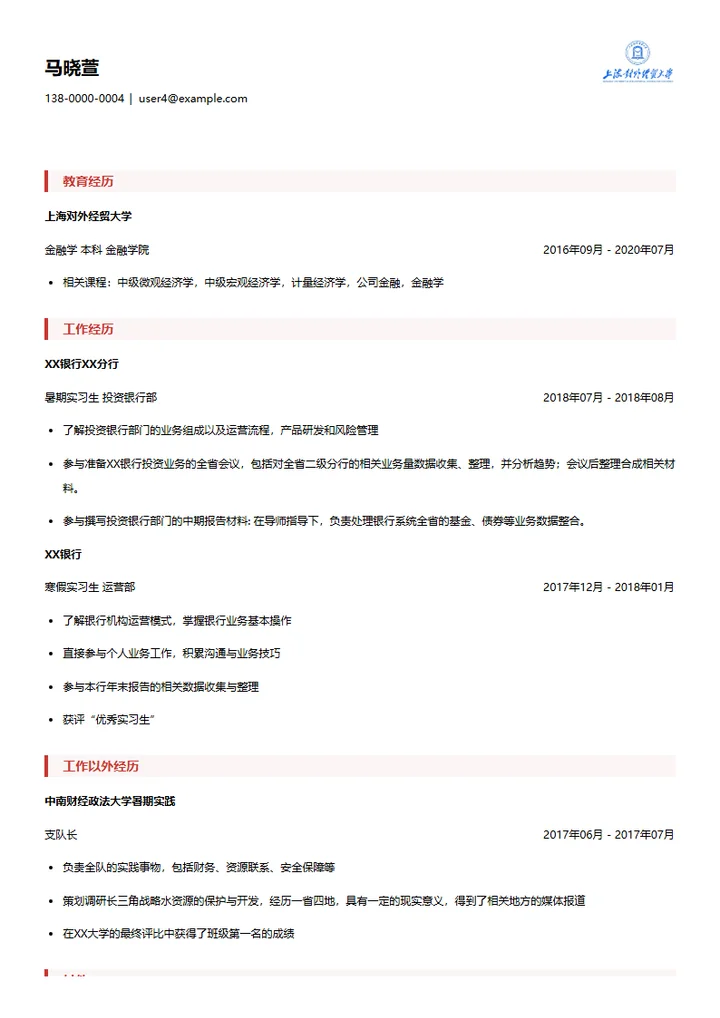 上海对外经贸大学
马晓萱
138-0000-0004 | user4@example.com
教育经历
上海对外经贸大学
金融学 本科 金融学院 2016年09月 - 2020年07月
• 相关课程：中级微观经济学，中级宏观经济学，计量经济学，公司金融，金融学
工作经历
XX银行XX分行
暑期实习生 投资银行部 2018年07月 - 2018年08月
• 了解投资银行部门的业务组成以及运营流程，产品研发和风险管理
• 参与准备XX银行投资业务的全省会议，包括对全省二级分行的相关业务量数据收集、整理，并分析趋势；会议后整理合成相关材
料。
• 参与撰写投资银行部门的中期报告材料: 在导师指导下，负责处理银行系统全省的基金、债券等业务数据整合。
XX银行
寒假实习生 运营部 2017年12月 - 2018年01月
• 了解银行机构运营模式，掌握银行业务基本操作
• 直接参与个人业务工作，积累沟通与业务技巧
• 参与本行年末报告的相关数据收集与整理
• 获评“优秀实习生”
工作以外经历
中南财经政法大学暑期实践
支队长 2017年06月 - 2017年07月
• 负责全队的实践事物，包括财务、资源联系、安全保障等
• 策划调研长三角战略水资源的保护与开发，经历一省四地，具有一定的现实意义，得到了相关地方的媒体报道
• 在XX大学的最终评比中获得了班级第一名的成绩